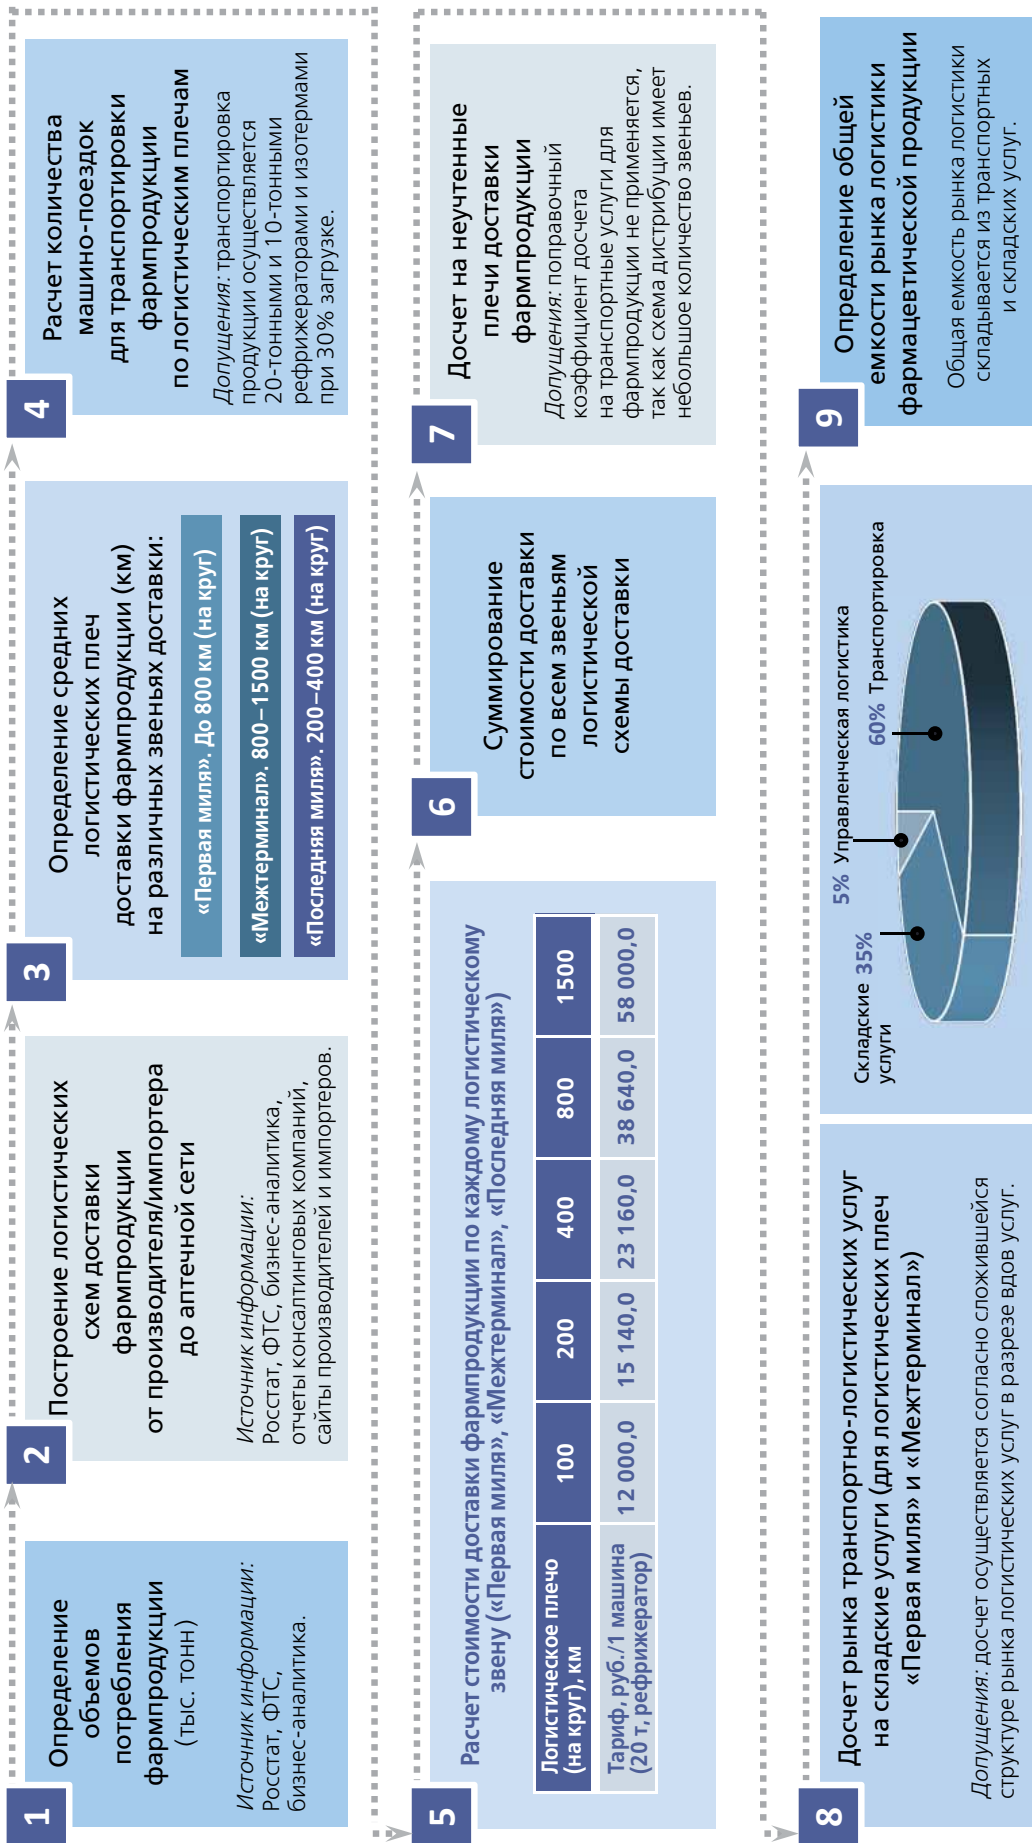 1
Определение
объемов
потребления
фармпродукции
(тыс. тонн)
Источник информации:
Росстат, ФТС,
бизнес-аналитика.
2
Построение логистических
схем доставки
фармпродукции
от производителя/импортера
до аптечной сети
Источник информации:
Росстат, ФТС, бизнес-аналитика,
отчеты консалтинговых компаний,
сайты производителей и импортеров.
3
Определение средних
логистических плеч
доставки фармпродукции (км)
на различных звеньях доставки:
«Первая миля». До 800 км (на круг)
«Межтерминал». 800–1500 км (на круг)
«Последняя миля». 200–400 км (на круг)
4
Расчет количества
машино-поездок
для транспортировки
фармпродукции
по логистическим плечам
Допущения: транспортировка
продукции осуществляется
20-тонными и 10-тонными
рефрижераторами и изотермами
при 30% загрузке.
5
Расчет стоимости доставки фармпродукции по каждому логистическому
звену («Первая миля», «Межтерминал», «Последняя миля»)
Логистическое плечо
(на круг), км
100
200
400
800
1500
Тариф, руб./1 машина
(20 т, рефрижератор)
12 000,0
15 140,0
23 160,0
38 640,0
58 000,0
6
Суммирование
стоимости доставки
по всем звеньям
логистической
схемы доставки
7
Досчет на неучтенные
плечи доставки
фармпродукции
Допущения: поправочный
коэффициент досчета
на транспортные услуги для
фармпродукции не применяется,
так как схема дистрибуции имеет
небольшое количество звеньев.
8
Досчет рынка транспортно-логистических услуг
на складские услуги (для логистических плеч
«Первая миля» и «Межтерминал»)
Допущения: досчет осуществляется согласно сложившейся
структуре рынка логистических услуг в разрезе вдов услуг.
Складские 35%
услуги
5% Управленческая логистика
60% Транспортировка
9
Определение общей
емкости рынка логистики
фармацевтической продукции
Общая емкость рынка логистики
складывается из транспортных
и складских услуг.